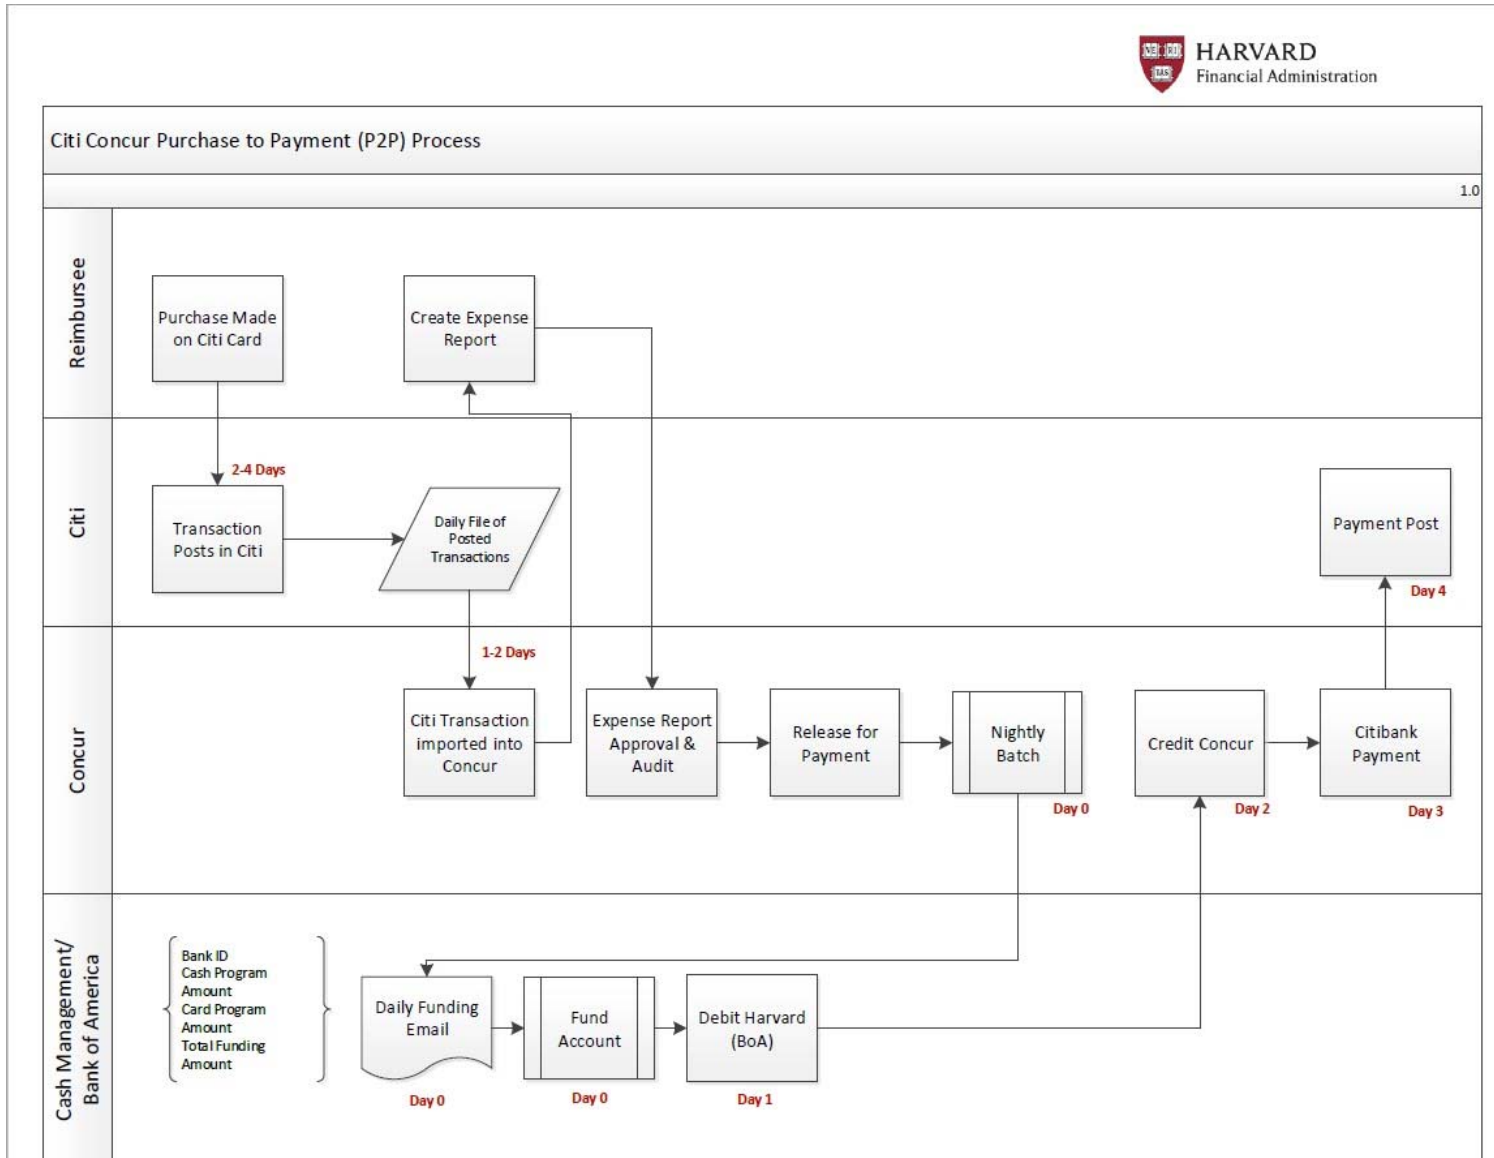 HARVARD
Financial Administration
Citi Concur Purchase to Payment (P2P) Process
1.0
Reimbursee
Purchase Made
on Citi Card
Create Expense
Report
Citi
2-4 Days
Transaction
Posts in Citi
Daily File of
Posted
Transactions
Payment Post
Day 4
Concur
1-2 Days
Citi Transaction
imported into
Concur
Expense Report
Approval &
Audit
Release for
Payment
Nightly
Batch
Day 0
Credit Concur
Day 2
Citibank
Payment
Day 3
Cash Management/
Bank of America
Bank ID
Cash Program
Amount
Card Program
Amount
Total Funding
Amount
Daily Funding
Email
Day 0
Fund
Account
Day 0
Debit Harvard
(BoA)
Day 1